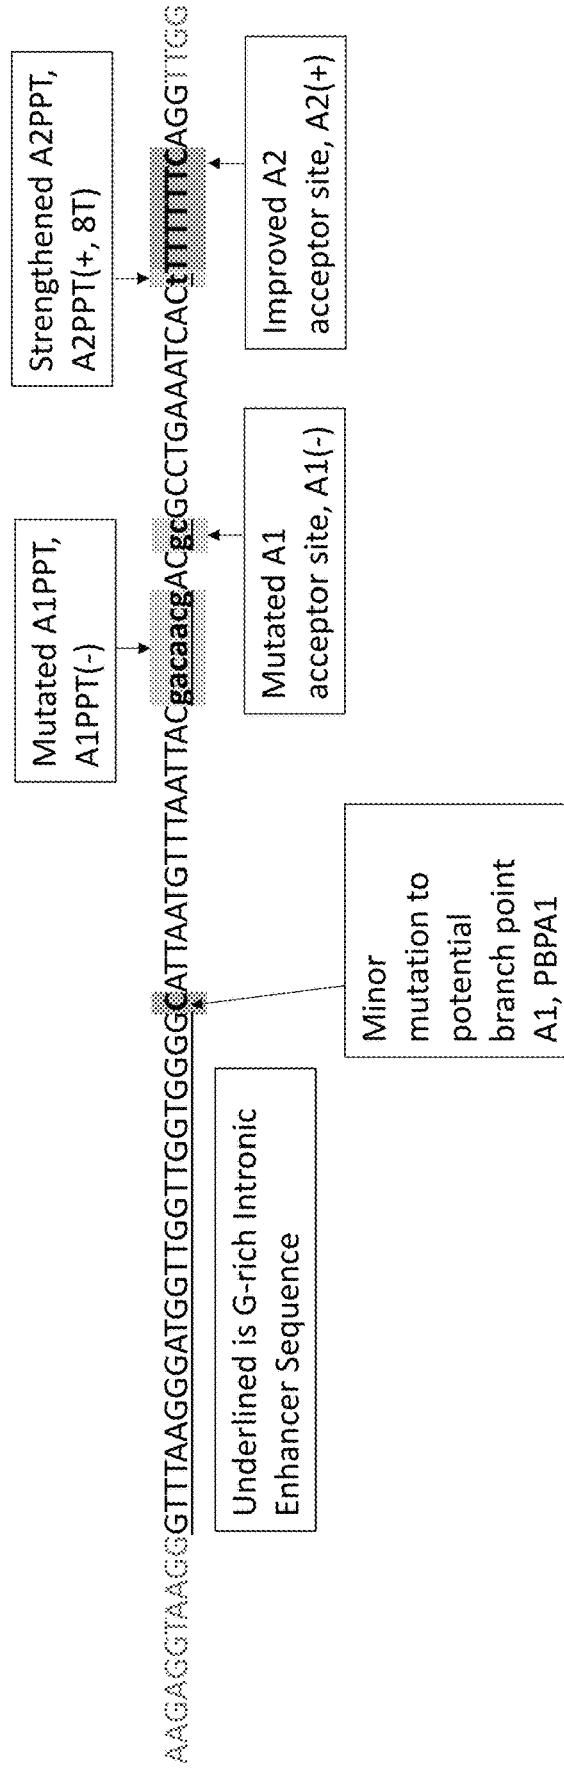 AAGAGGTAAGGGTTTAAGGGATGGTTGGTTGGTGGGGCATTAATGTTTAATTACgacaacgACgcGCCTGAAATCACtTTTTTTTCAGGTTGG
Mutated A1PPT,
A1PPT(-)
Strengthened A2PPT,
A2PPT(+, 8T)
Underlined is G-rich Intronic
Enhancer Sequence
Minor
mutation to
potential
branch point
A1, PBPA1
Mutated A1
acceptor site, A1(-)
Improved A2
acceptor site, A2(+)